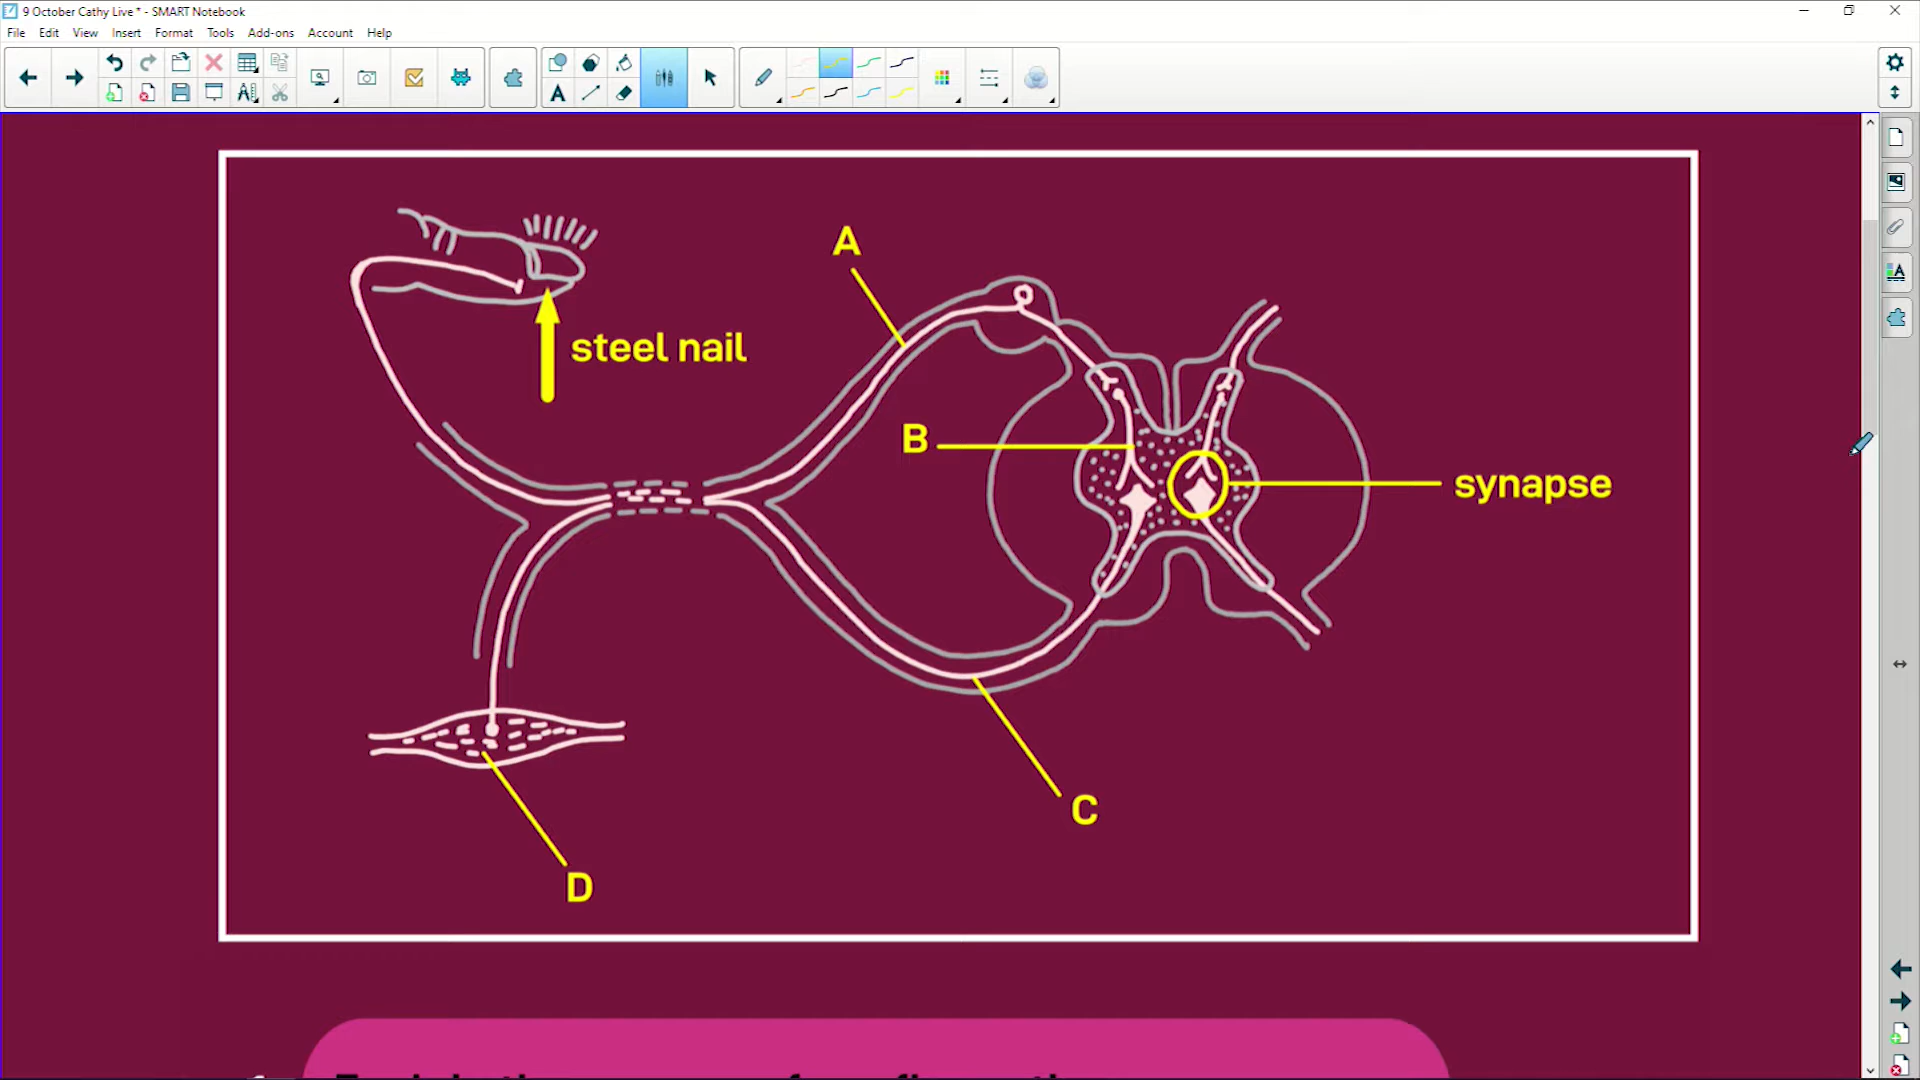 9 October Cathy Live * - SMART Notebook
File Edit View Insert Format Tools Add-ons Account Help
A
steel nail
B
synapse
C
D